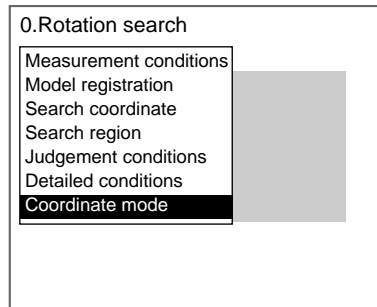 0.Rotation search
Measurement conditions
Model registration
Search coordinate
Search region
Judgement conditions
Detailed conditions
Coordinate mode